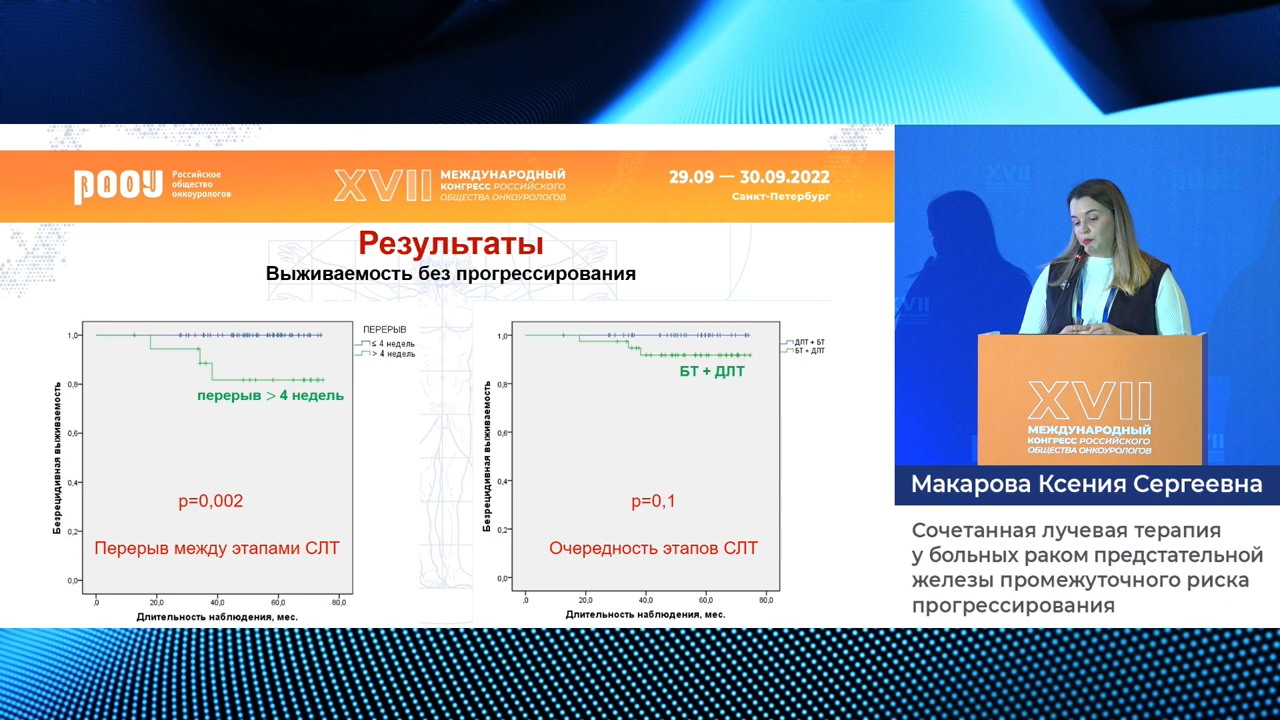 РООУ
RAOU
Российское
общество
онкоурологов
XVII
МЕЖДУНАРОДНЫЙ
КОНГРЕСС РОССИЙСКОГО
ОБЩЕСТВА ОНКОУРОЛОГОВ
29.09 — 30.09.2022
Санкт-Петербург
Результаты
Выживаемость без прогрессирования
ПЕРЕРЫВ
≤ 4 недель
> 4 недель
1,0
0,8
0,6
0,4
0,2
0,0
Безрецидивная выживаемость
перерыв > 4 недель
p=0,002
Перерыв между этапами СЛТ
,0
20,0
40,0
60,0
80,0
Длительность наблюдения, мес.
ДЛТ + БТ
БТ + ДЛТ
1,0
0,8
0,6
0,4
0,2
0,0
Безрецидивная выживаемость
БТ + ДЛТ
p=0,1
Очередность этапов СЛТ
,0
20,0
40,0
60,0
80,0
Длительность наблюдения, мес.
XVII
XVII
XVII
МЕЖДУНАРОДНЫЙ
КОНГРЕСС РОССИЙСКОГО
ОБЩЕСТВА ОНКОУРОЛОГОВ
Макарова Ксения Сергеевна
Сочетанная лучевая терапия
у больных раком предстательной
железы промежуточного риска
прогрессирования